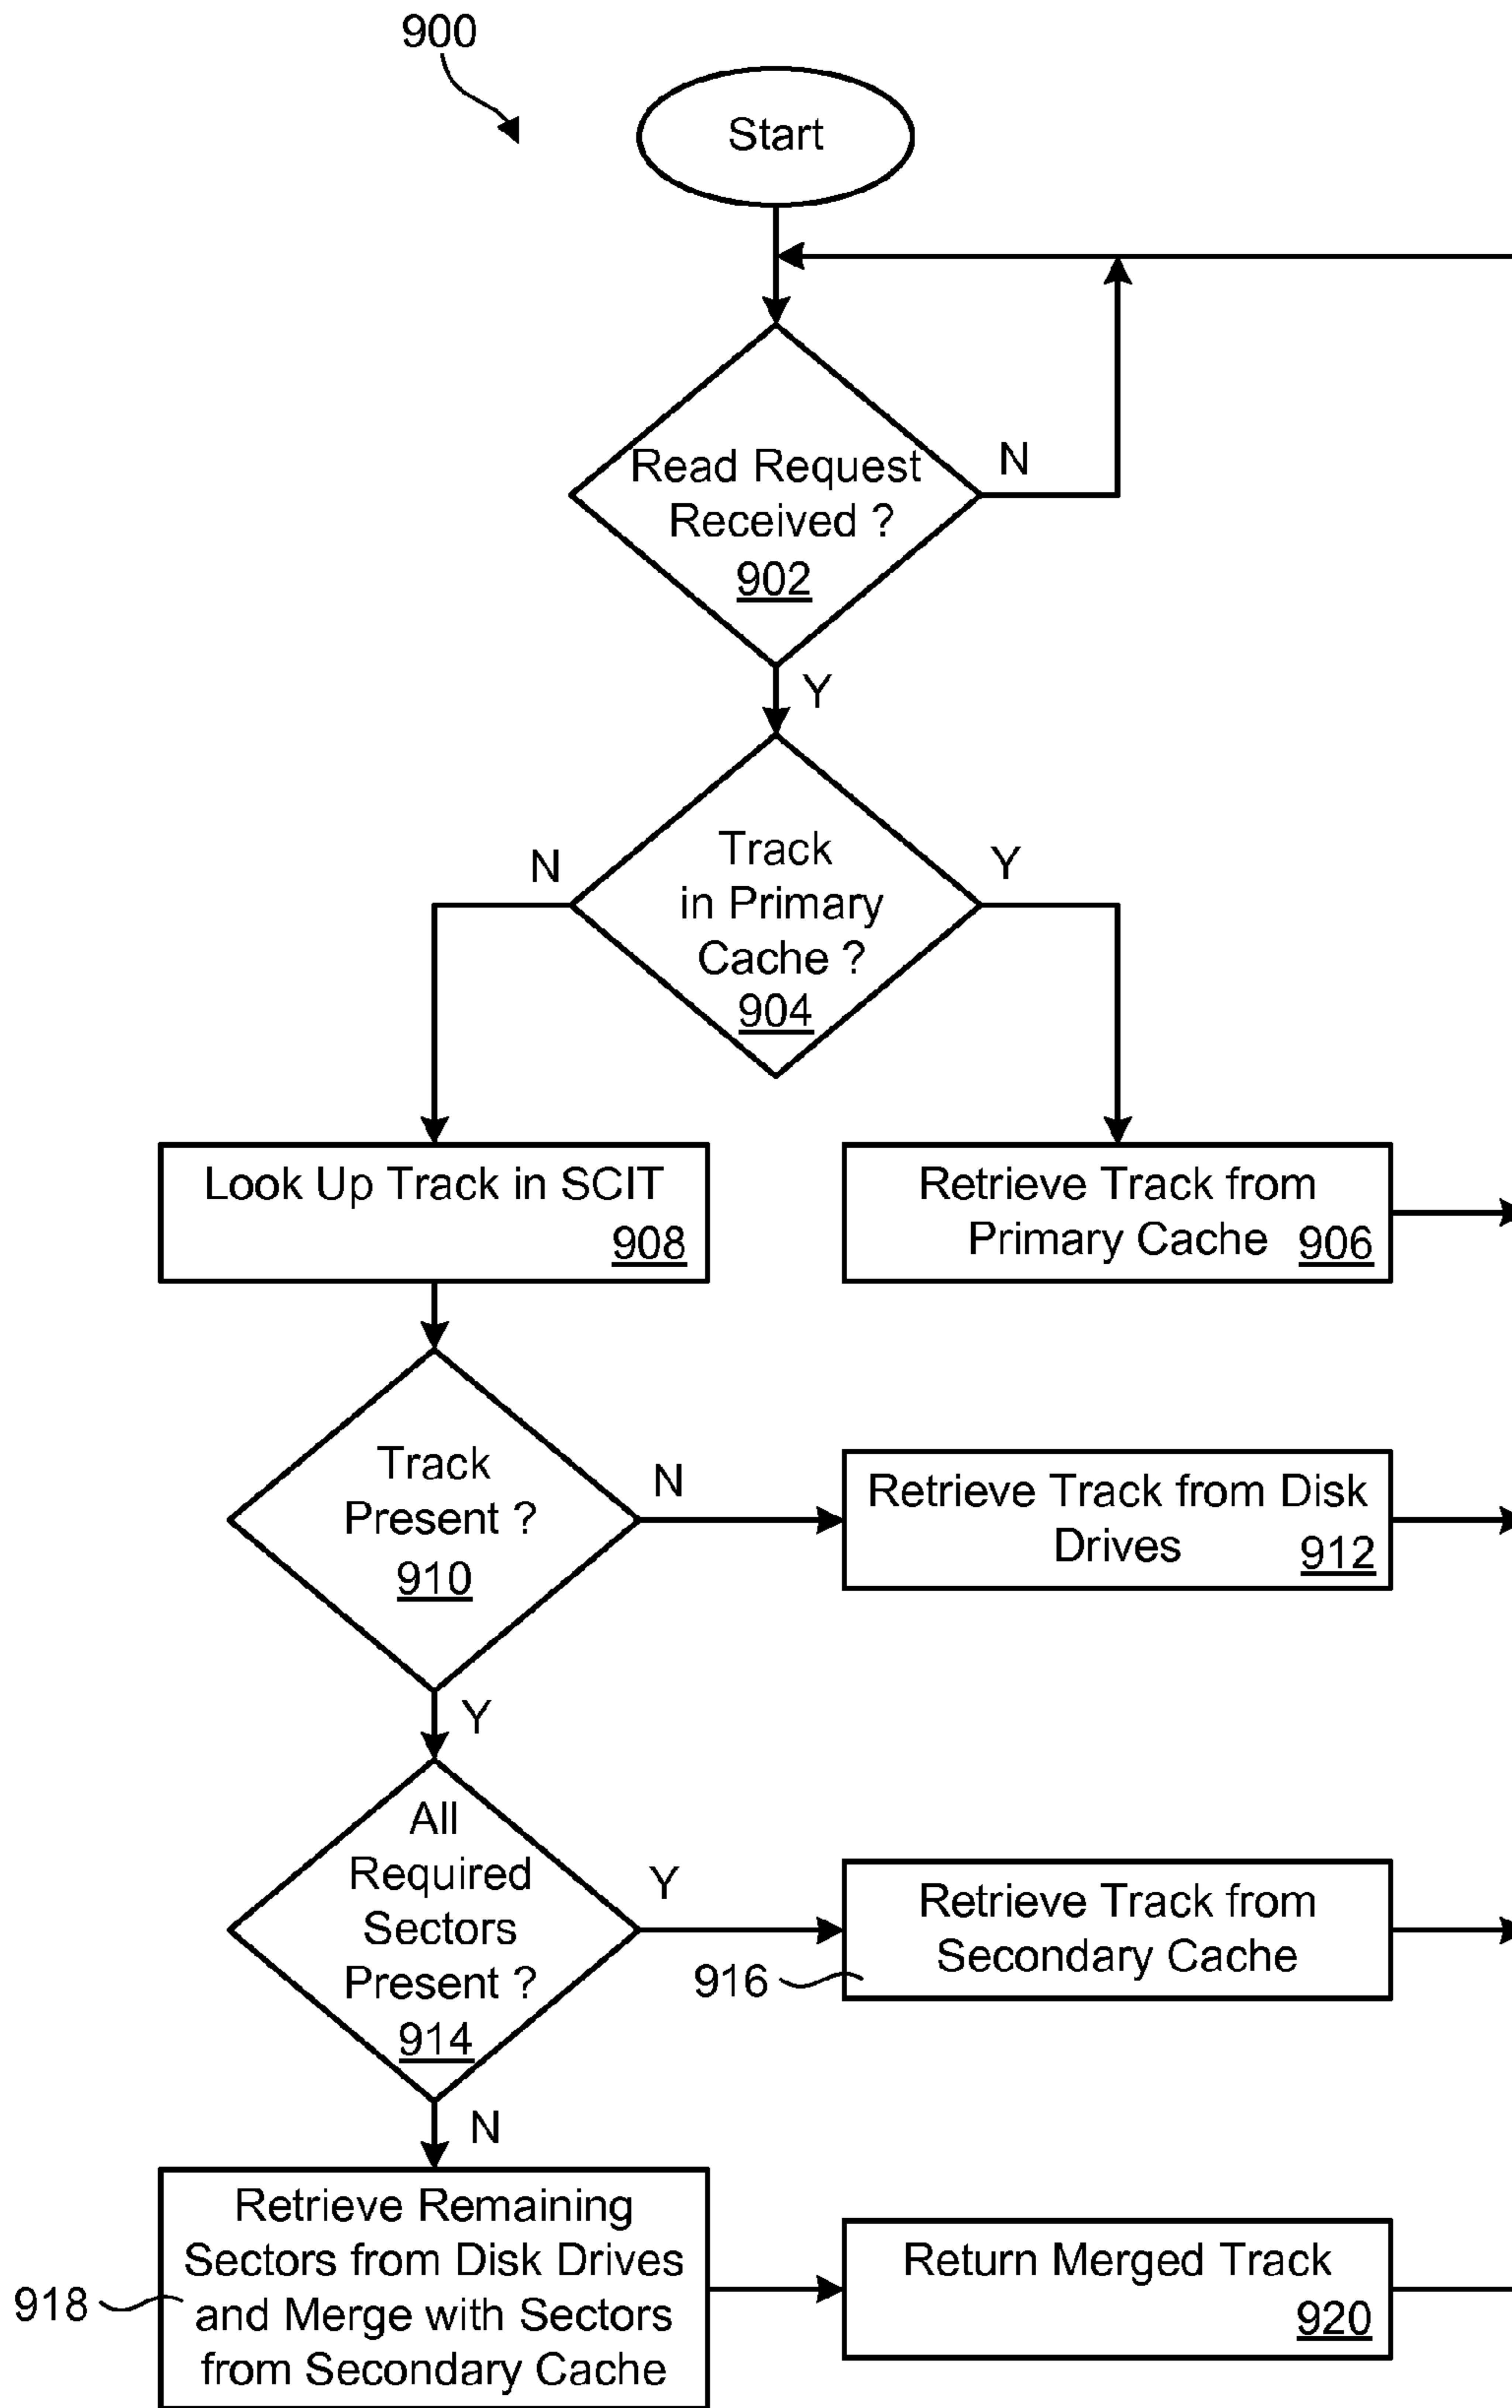 900
Start
Read Request
Received ?
902
N
Y
Track
in Primary
Cache ?
904
N
Y
Look Up Track in SCIT
908
Retrieve Track from
Primary Cache 906
Track
Present ?
910
N
Retrieve Track from Disk
Drives 912
Y
All
Required
Sectors
Present ?
914
Y
916
Retrieve Track from
Secondary Cache
N
918
Retrieve Remaining
Sectors from Disk Drives
and Merge with Sectors
from Secondary Cache
Return Merged Track
920